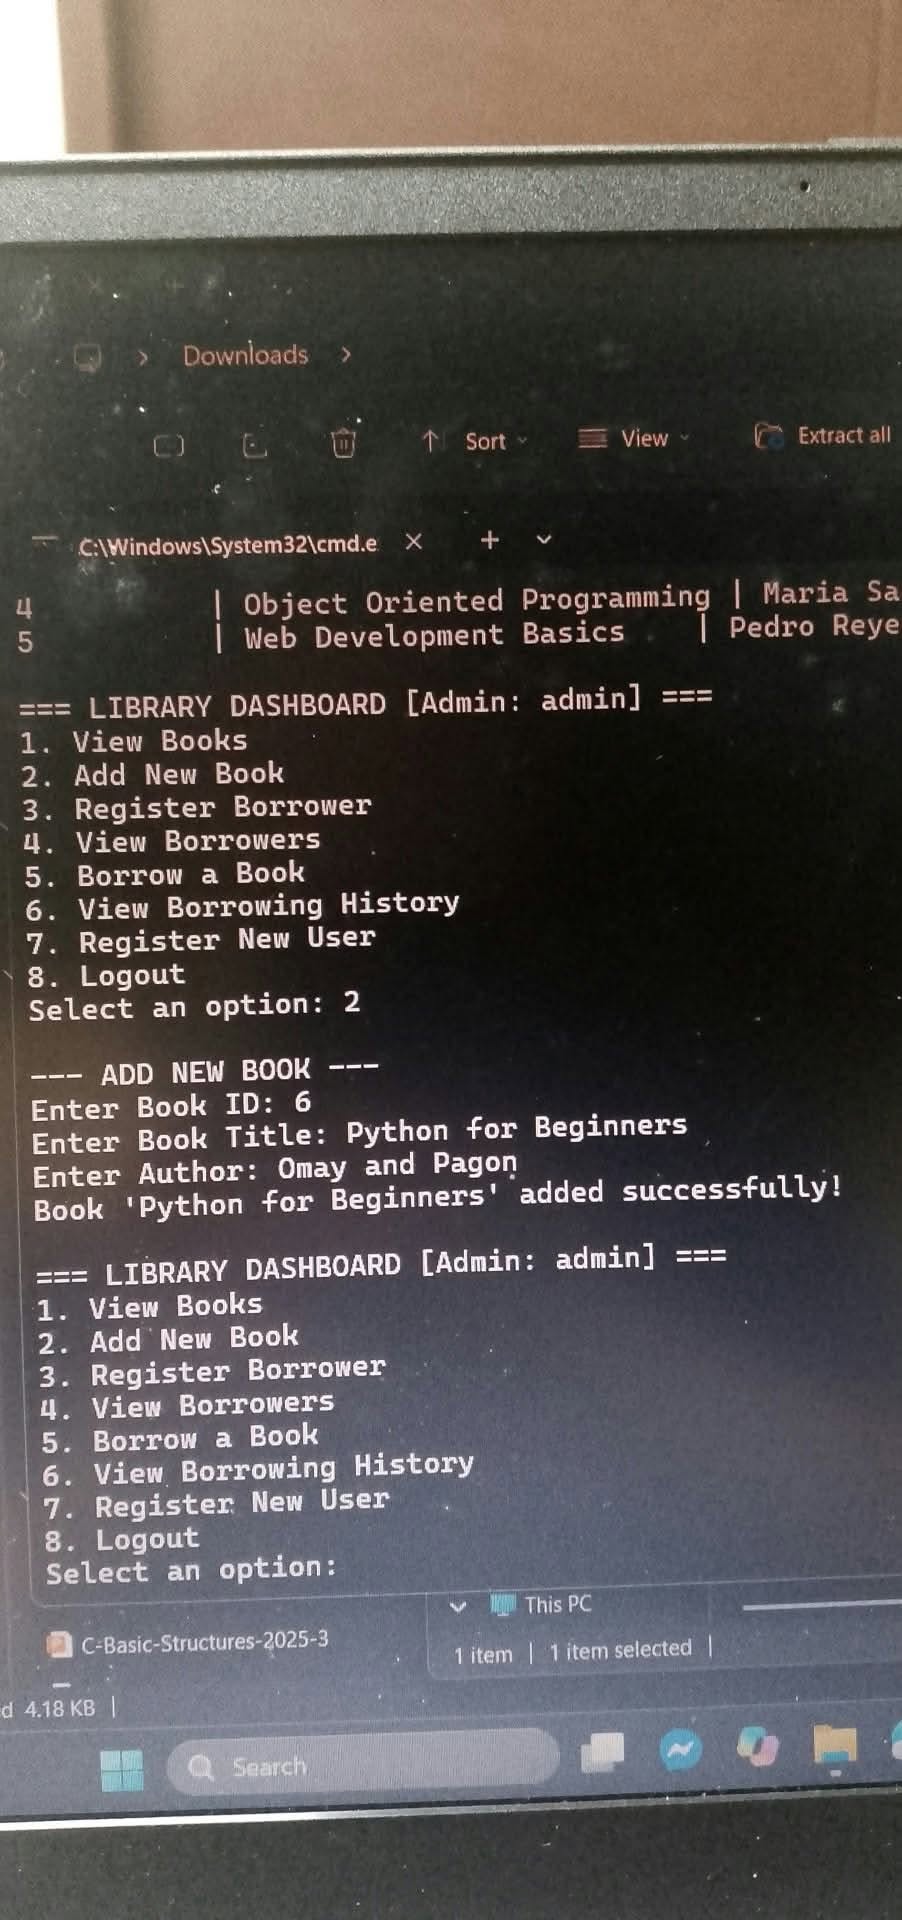 Downloads
Sort
View
Extract all
C:\Windows\System32\cmd.e
4 | Object Oriented Programming | Maria Sa
5 | Web Development Basics | Pedro Reye
=== LIBRARY DASHBOARD [Admin: admin] ===
1. View Books
2. Add New Book
3. Register Borrower
4. View Borrowers
5. Borrow a Book
6. View Borrowing History
7. Register New User
8. Logout
Select an option: 2
--- ADD NEW BOOK ---
Enter Book ID: 6
Enter Book Title: Python for Beginners
Enter Author: Omay and Pagon
Book 'Python for Beginners' added successfully!
=== LIBRARY DASHBOARD [Admin: admin] ===
1. View Books
2. Add New Book
3. Register Borrower
4. View Borrowers
5. Borrow a Book
6. View Borrowing History
7. Register New User
8. Logout
Select an option:
This PC
C-Basic-Structures-2025-3
1 item | 1 item selected |
d 4.18 KB |
Search